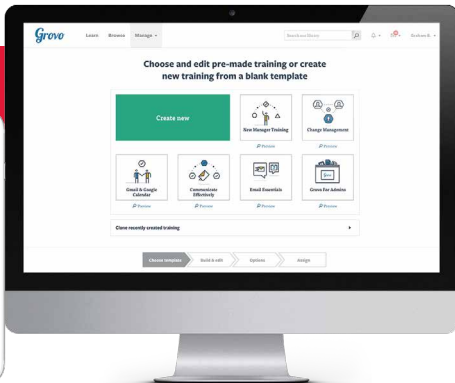 Grovo Learn Browse Manage
Choose and edit pre-made training or create
new training from a blank template
Create new
New Manager Training
Change Management
Preview
Preview
Gmail & Google
Calendar
Communicate
Effectively
Email Essentials
Grovo For Admins
Preview
Preview
Preview
Preview
Clone recently created training
Choose template Build & edit Options Assign